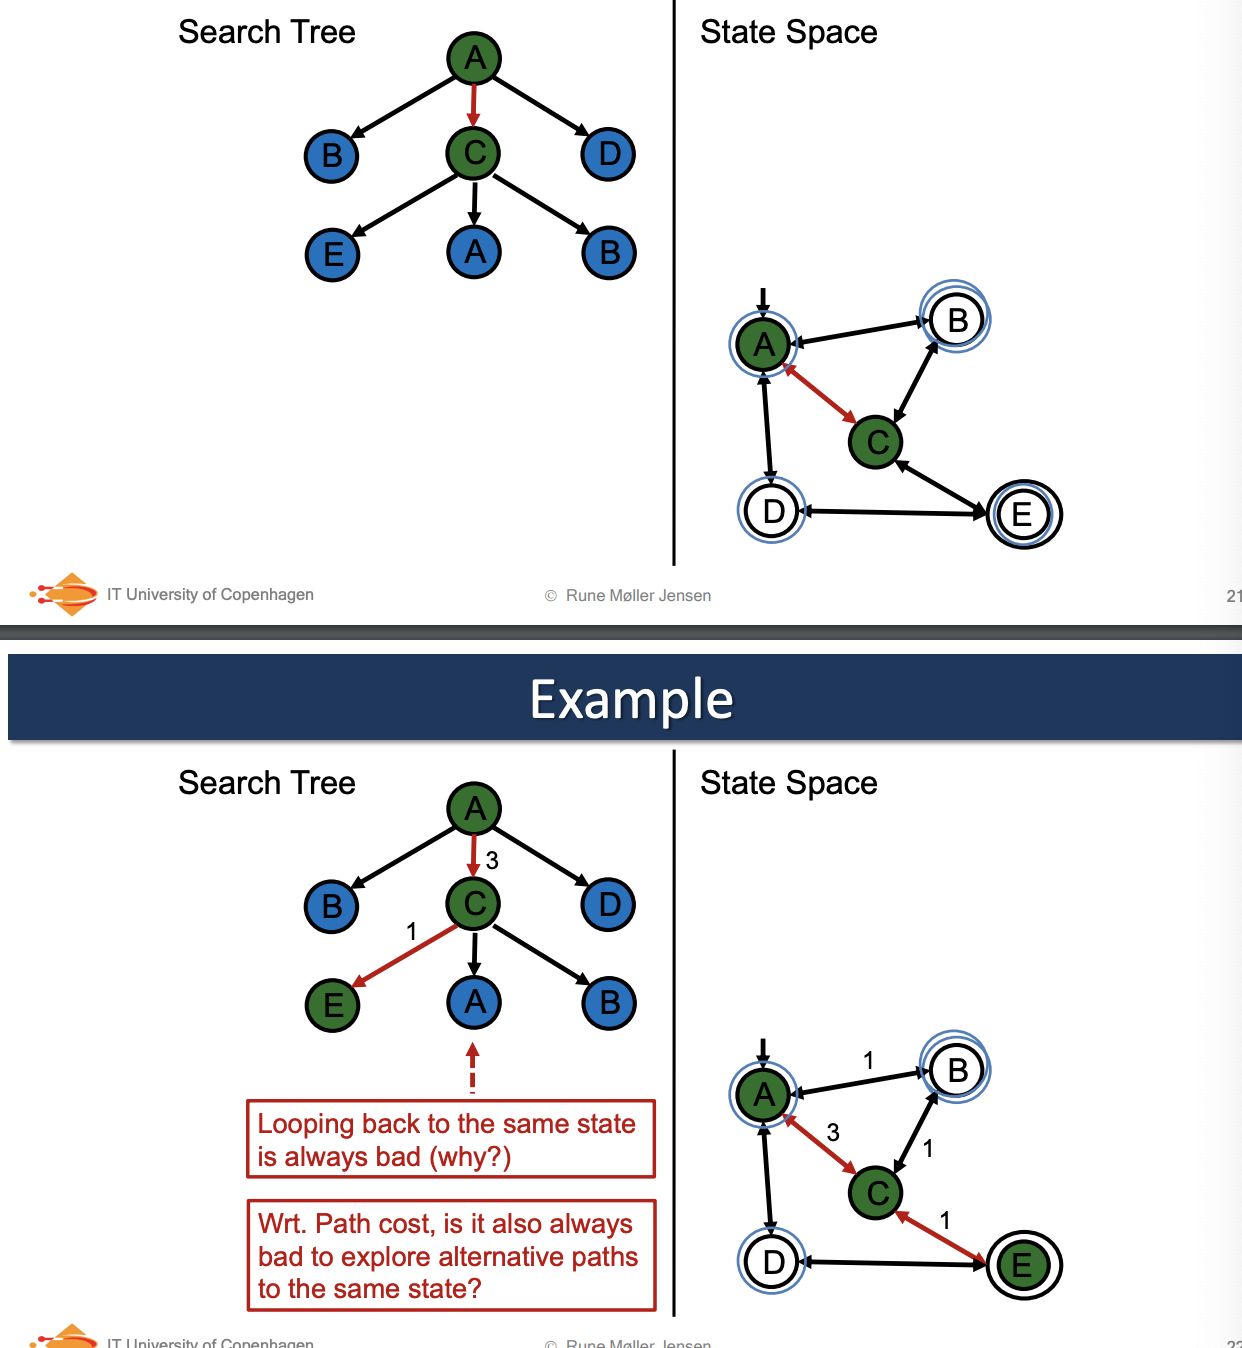 Search Tree
State Space
A
B
C
D
E
A
B
A
B
C
D
E
IT University of Copenhagen
© Rune Møller Jensen
21
Example
Search Tree
State Space
A
3
B
C
D
1
E
A
B
Looping back to the same state
is always bad (why?)
Wrt. Path cost, is it also always
bad to explore alternative paths
to the same state?
A
1
B
3
1
C
1
D
E
IT University of Copenhagen
© Rune Møller Jensen
22